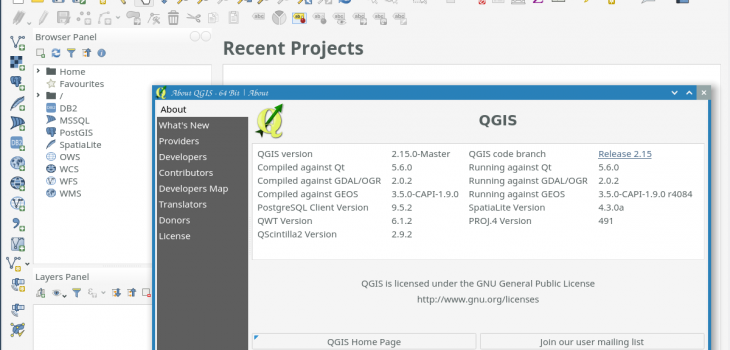 Browser Panel
Recent Projects
Home
Favourites
/
DB2
MSSQL
PostGIS
SpatiaLite
OWS
WCS
WFS
WMS
Layers Panel
About QGIS - 64 Bit | About
About
What's New
Providers
Developers
Contributors
Developers Map
Translators
Donors
License
QGIS
QGIS version 2.15.0-Master QGIS code branch Release 2.15
Compiled against Qt 5.6.0 Running against Qt 5.6.0
Compiled against GDAL/OGR 2.0.2 Running against GDAL/OGR 2.0.2
Compiled against GEOS 3.5.0-CAPI-1.9.0 Running against GEOS 3.5.0-CAPI-1.9.0 r4084
PostgreSQL Client Version 9.5.2 SpatiaLite Version 4.3.0a
QWT Version 6.1.2 PROJ.4 Version 491
QScintilla2 Version 2.9.2
QGIS is licensed under the GNU General Public License
http://www.gnu.org/licenses
QGIS Home Page Join our user mailing list